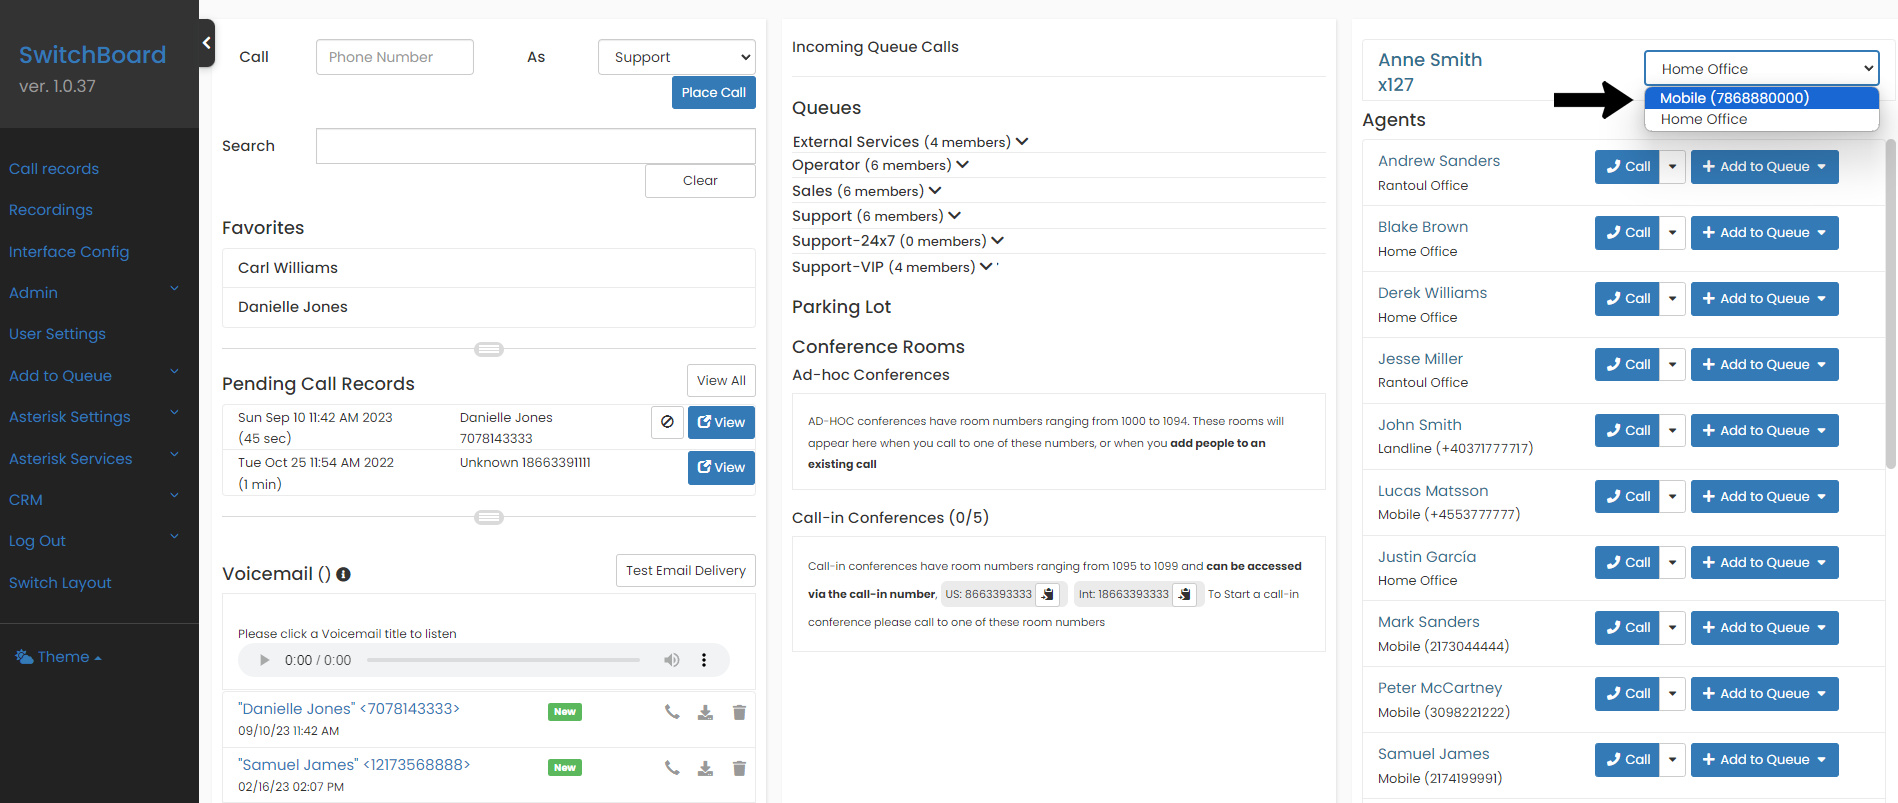 SwitchBoard
ver. 1.0.37
Call records
Recordings
Interface Config
Admin
User Settings
Add to Queue
Asterisk Settings
Asterisk Services
CRM
Log Out
Switch Layout
Theme
Call
Phone Number
As
Support
Place Call
Search
Clear
Favorites
Carl Williams
Danielle Jones
Pending Call Records
View All
Sun Sep 10 11:42 AM 2023
(45 sec)
Danielle Jones
7078143333
View
Tue Oct 25 11:54 AM 2022
(1 min)
Unknown 18663391111
View
Voicemail ()
Test Email Delivery
Please click a Voicemail title to listen
0:00 / 0:00
"Danielle Jones" <7078143333>
New
09/10/23 11:42 AM
"Samuel James" <12173568888>
New
02/16/23 02:07 PM
Incoming Queue Calls
Queues
External Services (4 members)
Operator (6 members)
Sales (6 members)
Support (6 members)
Support-24x7 (0 members)
Support-VIP (4 members)
Parking Lot
Conference Rooms
Ad-hoc Conferences
AD-HOC conferences have room numbers ranging from 1000 to 1094. These rooms will
appear here when you call to one of these numbers, or when you add people to an
existing call
Call-in Conferences (0/5)
Call-in conferences have room numbers ranging from 1095 to 1099 and can be accessed
via the call-in number, US: 8663393333 Int: 18663393333 To Start a call-in
conference please call to one of these room numbers
Anne Smith
x127
Home Office
Mobile (7868880000)
Home Office
Agents
Andrew Sanders
Rantoul Office
Call
Add to Queue
Blake Brown
Home Office
Call
Add to Queue
Derek Williams
Home Office
Call
Add to Queue
Jesse Miller
Rantoul Office
Call
Add to Queue
John Smith
Landline (+40371777717)
Call
Add to Queue
Lucas Matsson
Mobile (+4553777777)
Call
Add to Queue
Justin García
Home Office
Call
Add to Queue
Mark Sanders
Mobile (2173044444)
Call
Add to Queue
Peter McCartney
Mobile (3098221222)
Call
Add to Queue
Samuel James
Mobile (2174199991)
Call
Add to Queue